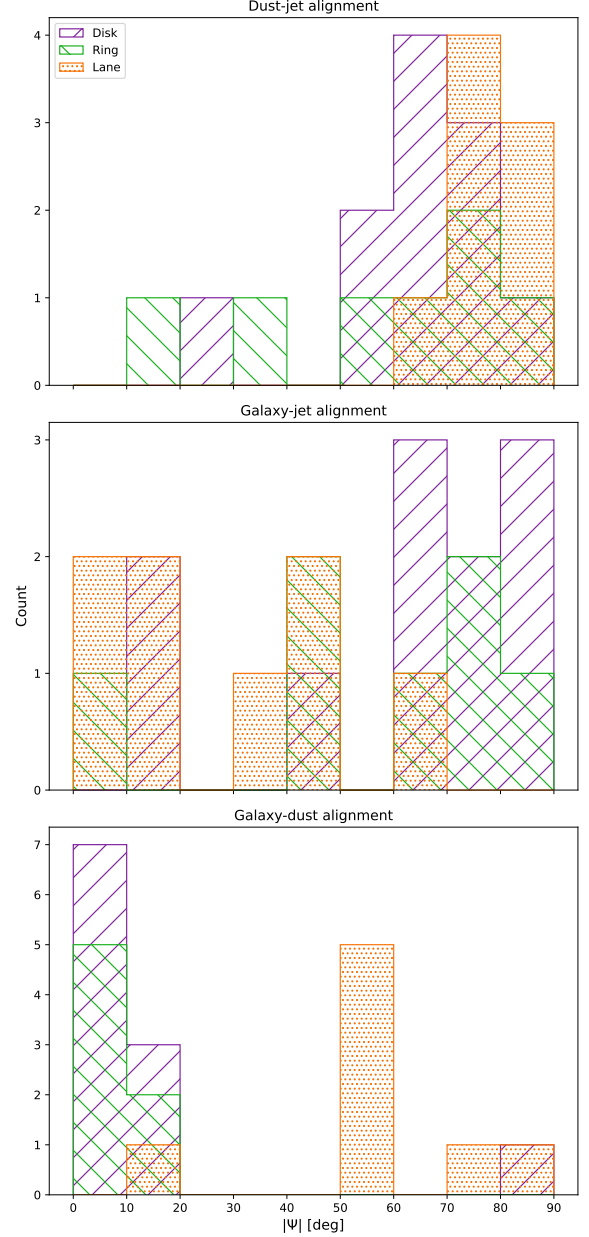 Dust-jet alignment
4
3
2
1
0
Disk
Ring
Lane
Galaxy-jet alignment
3
2
1
0
Count
Galaxy-dust alignment
7
6
5
4
3
2
1
0
0 10 20 30 40 50 60 70 80 90
|Ψ| [deg]